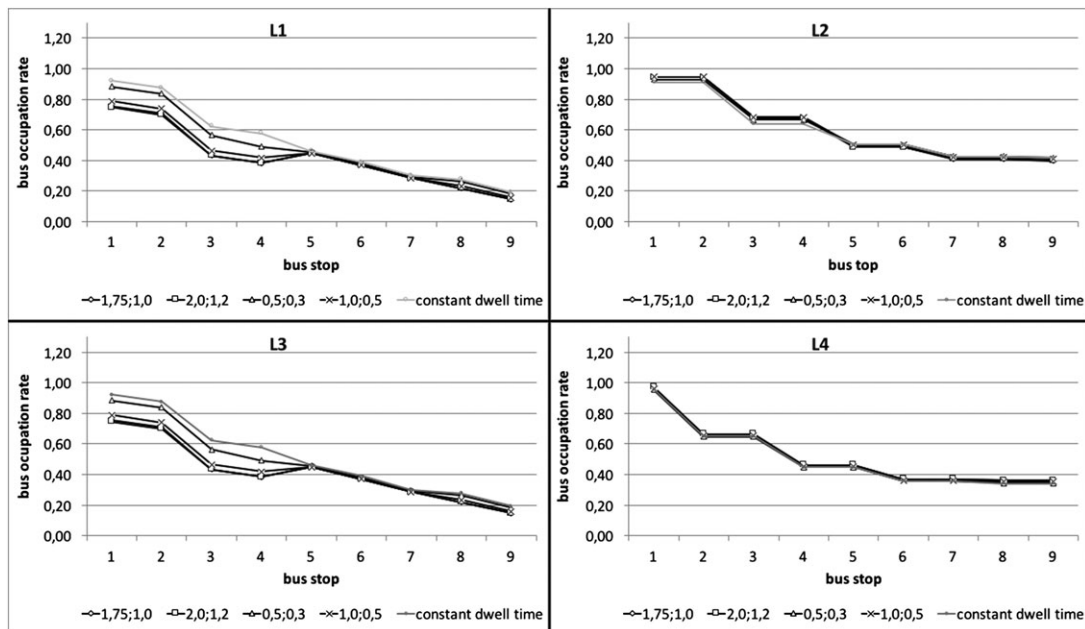 L1
1,20
1,00
0,80
0,60
0,40
0,20
0,00
bus occupation rate
1 2 3 4 5 6 7 8 9
bus stop
1,75;1,0 2,0;1,2 0,5;0,3 1,0;0,5 constant dwell time
L2
1,20
1,00
0,80
0,60
0,40
0,20
0,00
bus occupation rate
1 2 3 4 5 6 7 8 9
bus top
1,75;1,0 2,0;1,2 0,5;0,3 1,0;0,5 constant dwell time
L3
1,20
1,00
0,80
0,60
0,40
0,20
0,00
bus occupation rate
1 2 3 4 5 6 7 8 9
bus stop
1,75;1,0 2,0;1,2 0,5;0,3 1,0;0,5 constant dwell time
L4
1,20
1,00
0,80
0,60
0,40
0,20
0,00
bus occupation rate
1 2 3 4 5 6 7 8 9
bus stop
1,75;1,0 2,0;1,2 0,5;0,3 1,0;0,5 constant dwell time